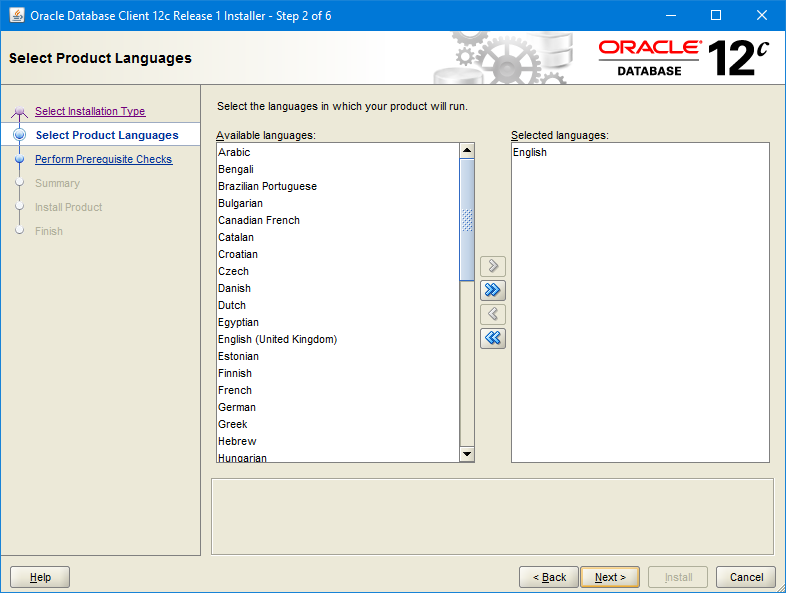 Oracle Database Client 12c Release 1 Installer - Step 2 of 6
Select Product Languages
ORACLE®
DATABASE
12c
Select Installation Type
Select Product Languages
Perform Prerequisite Checks
Summary
Install Product
Finish
Select the languages in which your product will run.
Available languages:
Arabic
Bengali
Brazilian Portuguese
Bulgarian
Canadian French
Catalan
Croatian
Czech
Danish
Dutch
Egyptian
English (United Kingdom)
Estonian
Finnish
French
German
Greek
Hebrew
Hungarian
Selected languages:
English
Help
< Back
Next >
Install
Cancel